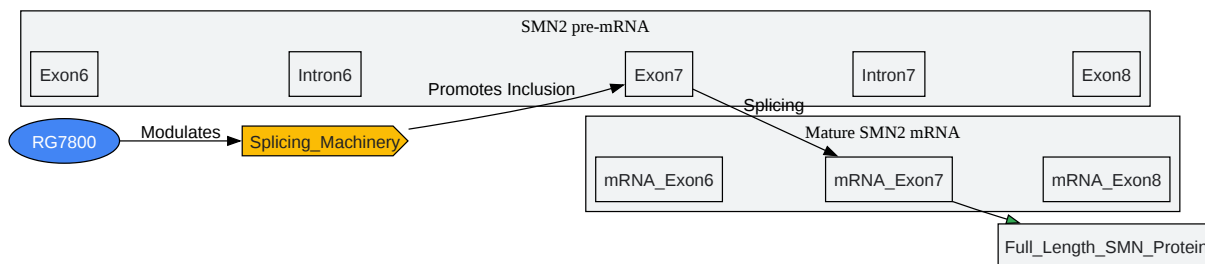 SMN2 pre-mRNA
Exon6
Intron6
Exon7
Intron7
Exon8
Promotes Inclusion
Splicing
RG7800
Modulates
Splicing_Machinery
Mature SMN2 mRNA
mRNA_Exon6
mRNA_Exon7
mRNA_Exon8
Full_Length_SMN_Protein